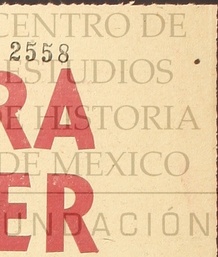 CENTRO DE
2558
ESTUDIOS
RA
DE HISTORIA
DE MEXICO
ER
FUNDACIÓN